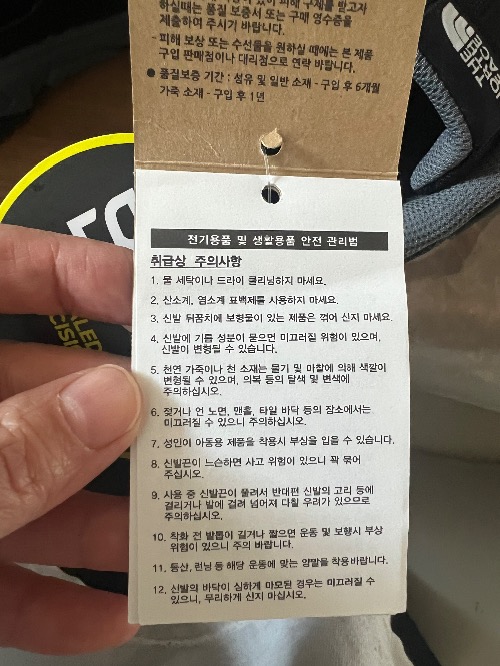 하실때는 품질 보증서 또는 구매 영수증을
제출하여 주시기 바랍니다.
- 피해 보상 또는 수선물을 원하실 때에는 본 제품
구입 판매점이나 대리점으로 연락 바랍니다.
● 품질보증 기간 : 섬유 및 일반 소재 - 구입 후 6개월
가죽 소재 - 구입 후 1년
THE
NORTH
FACE
전기용품 및 생활용품 안전 관리법
취급상 주의사항
1. 물 세탁이나 드라이 클리닝하지 마세요.
2. 산소계, 염소계 표백제를 사용하지 마세요.
3. 신발 뒤꿈치에 보형물이 있는 제품은 꺾어 신지 마세요.
4. 신발에 기름 성분이 묻으면 미끄러질 위험이 있으며,
신발이 변형될 수 있습니다.
5. 천연 가죽이나 천 소재는 물기 및 마찰에 의해 색깔이
변형될 수 있으며, 의복 등의 탈색 및 변색에
주의하십시오.
6. 젖거나 언 노면, 맨홀, 타일 바닥 등의 장소에서는
미끄러질 수 있으니 주의하십시오.
7. 성인이 아동용 제품을 착용시 부상을 입을 수 있습니다.
8. 신발끈이 느슨하면 사고 위험이 있으니 꽉 묶어
주십시오.
9. 사용 중 신발끈이 풀려서 반대편 신발의 고리 등에
걸리거나 발에 걸려 넘어져 다칠 우려가 있으므로
주의하십시오.
10. 착화 전 발톱이 길거나 짧으면 운동 및 보행시 부상
위험이 있으니 주의 바랍니다.
11. 등산, 런닝 등 해당 운동에 맞는 양말을 착용바랍니다.
12. 신발의 바닥이 심하게 마모된 경우는 미끄러질 수
있으니, 무리하게 신지 마십시오.